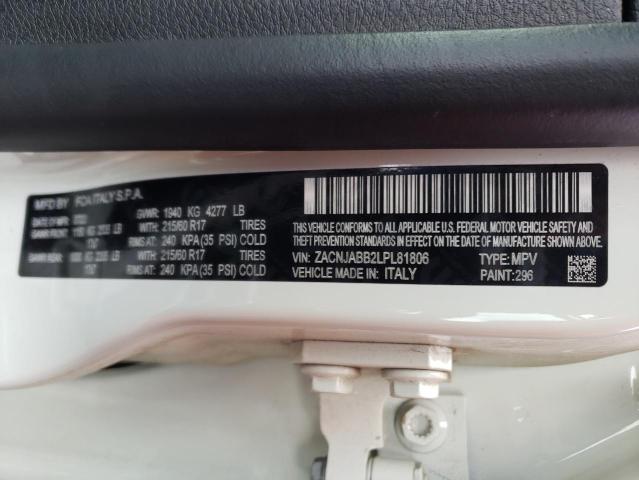 MFD BY FCA ITALY S.P.A.
GVWR: 1940 KG 4277 LB
WITH: 215/60 R17 TIRES
RIMS AT: 240 KPA(35 PSI) COLD
WITH: 215/60 R17 TIRES
RIMS AT: 240 KPA(35 PSI) COLD
THIS VEHICLE CONFORMS TO ALL APPLICABLE U.S. FEDERAL MOTOR VEHICLE SAFETY AND
THEFT PREVENTION STANDARDS IN EFFECT ON THE DATE OF MANUFACTURE SHOWN ABOVE.
VIN: ZACNJABB2LPL81806 TYPE: MPV
VEHICLE MADE IN: ITALY PAINT: 296